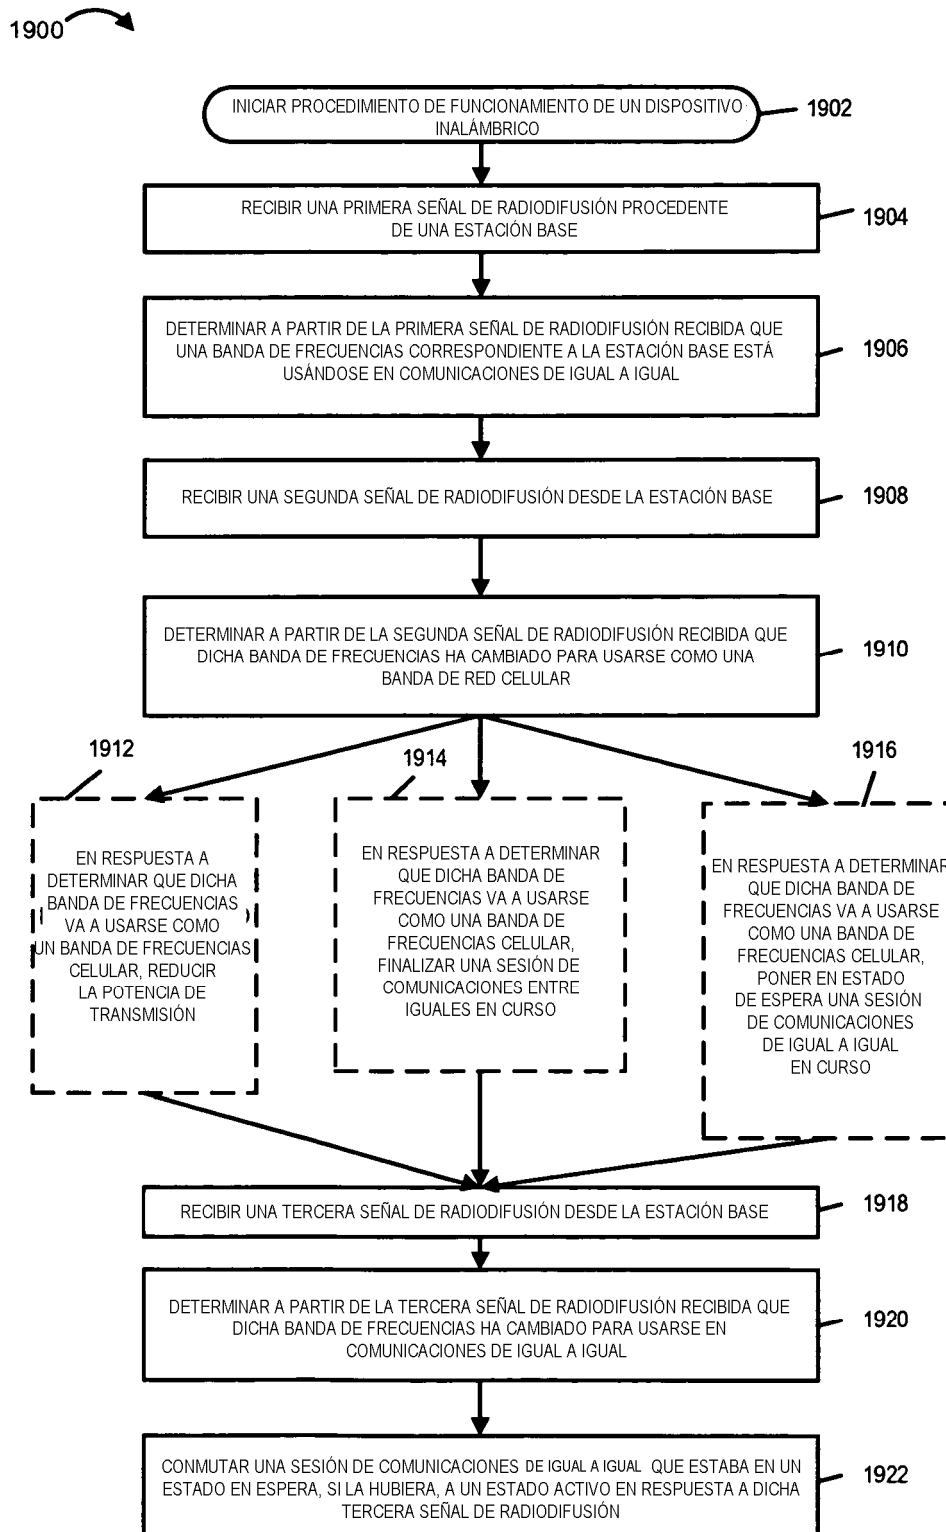 1900
INICIAR PROCEDIMIENTO DE FUNCIONAMIENTO DE UN DISPOSITIVO
INALÁMBRICO
1902
RECIBIR UNA PRIMERA SEÑAL DE RADIODIFUSIÓN PROCEDENTE
DE UNA ESTACIÓN BASE
1904
DETERMINAR A PARTIR DE LA PRIMERA SEÑAL DE RADIODIFUSIÓN RECIBIDA QUE
UNA BANDA DE FRECUENCIAS CORRESPONDIENTE A LA ESTACIÓN BASE ESTÁ
USÁNDOSE EN COMUNICACIONES DE IGUAL A IGUAL
1906
RECIBIR UNA SEGUNDA SEÑAL DE RADIODIFUSIÓN DESDE LA ESTACIÓN BASE
1908
DETERMINAR A PARTIR DE LA SEGUNDA SEÑAL DE RADIODIFUSIÓN RECIBIDA QUE
DICHA BANDA DE FRECUENCIAS HA CAMBIADO PARA USARSE COMO UNA
BANDA DE RED CELULAR
1910
1912
EN RESPUESTA A
DETERMINAR QUE DICHA
BANDA DE FRECUENCIAS
VA A USARSE COMO
UN BANDA DE FRECUENCIAS
CELULAR, REDUCIR
LA POTENCIA DE
TRANSMISIÓN
1914
EN RESPUESTA A DETERMINAR
QUE DICHA BANDA DE
FRECUENCIAS VA A USARSE
COMO UNA BANDA DE
FRECUENCIAS CELULAR,
FINALIZAR UNA SESIÓN DE
COMUNICACIONES ENTRE
IGUALES EN CURSO
1916
EN RESPUESTA A DETERMINAR
QUE DICHA BANDA DE
FRECUENCIAS VA A USARSE
COMO UNA BANDA DE
FRECUENCIAS CELULAR,
PONER EN ESTADO
DE ESPERA UNA SESIÓN
DE COMUNICACIONES
DE IGUAL A IGUAL
EN CURSO
RECIBIR UNA TERCERA SEÑAL DE RADIODIFUSIÓN DESDE LA ESTACIÓN BASE
1918
DETERMINAR A PARTIR DE LA TERCERA SEÑAL DE RADIODIFUSIÓN RECIBIDA QUE
DICHA BANDA DE FRECUENCIAS HA CAMBIADO PARA USARSE EN
COMUNICACIONES DE IGUAL A IGUAL
1920
CONMUTAR UNA SESIÓN DE COMUNICACIONES DE IGUAL A IGUAL QUE ESTABA EN UN
ESTADO EN ESPERA, SI LA HUBIERA, A UN ESTADO ACTIVO EN RESPUESTA A DICHA
TERCERA SEÑAL DE RADIODIFUSIÓN
1922